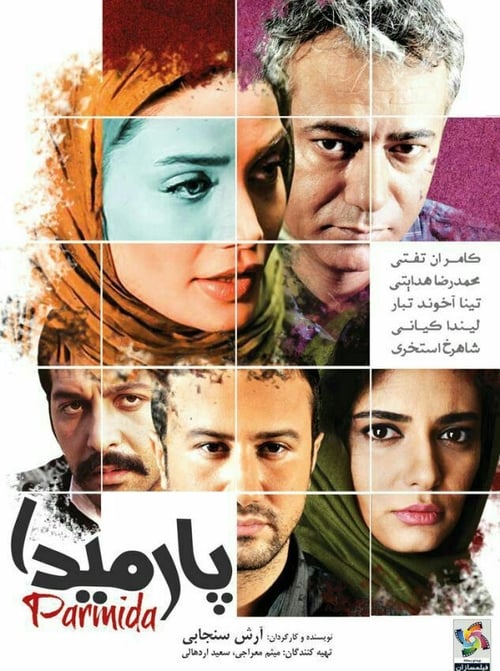 کامران تفتی
محمدرضا هدایتی
تینا آخوند تبار
لیندا کیانی
شاهرخ استخری
پارمیدا
Parmida
نویسنده و کارگردان: آرش سنجابی
تهیه کنندگان: میثم معراجی، سعید اردهالی